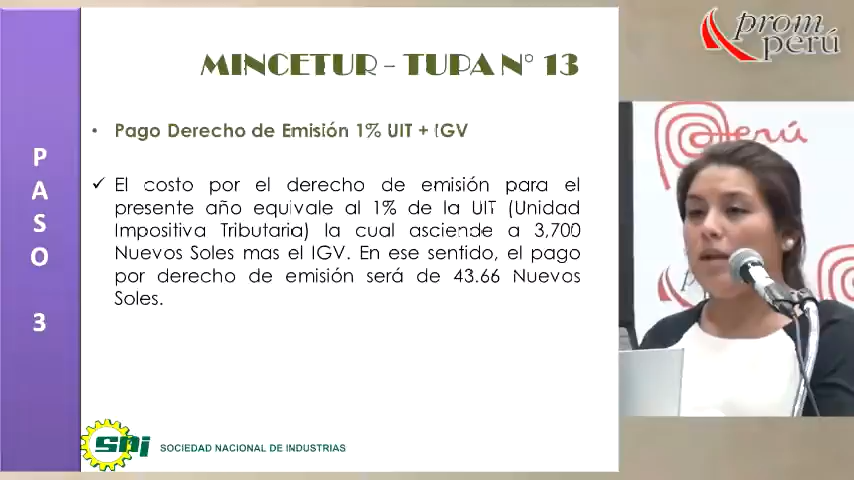 prom
perú
MINCETUR - TUPA N° 13
• Pago Derecho de Emisión 1% UIT + IGV
✓ El costo por el derecho de emisión para el
presente año equivale al 1% de la UIT (Unidad
Impositiva Tributaria) la cual asciende a 3,700
Nuevos Soles mas el IGV. En ese sentido, el pago
por derecho de emisión será de 43.66 Nuevos
Soles.
PASO
3
Perú
sni SOCIEDAD NACIONAL DE INDUSTRIAS